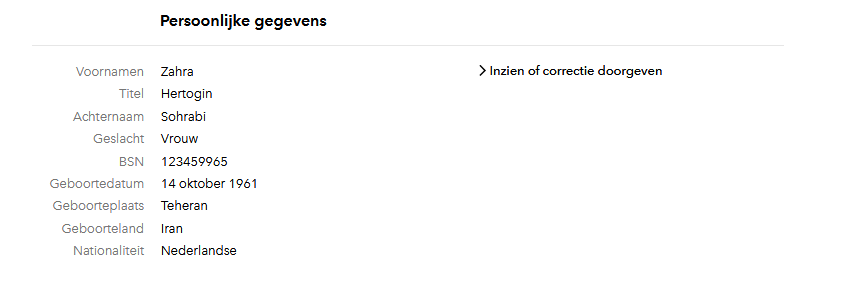 Persoonlijke gegevens
Voornamen Zahra
> Inzien of correctie doorgeven
Titel Hertogin
Achternaam Sohrabi
Geslacht Vrouw
BSN 123459965
Geboortedatum 14 oktober 1961
Geboorteplaats Teheran
Geboorteland Iran
Nationaliteit Nederlandse